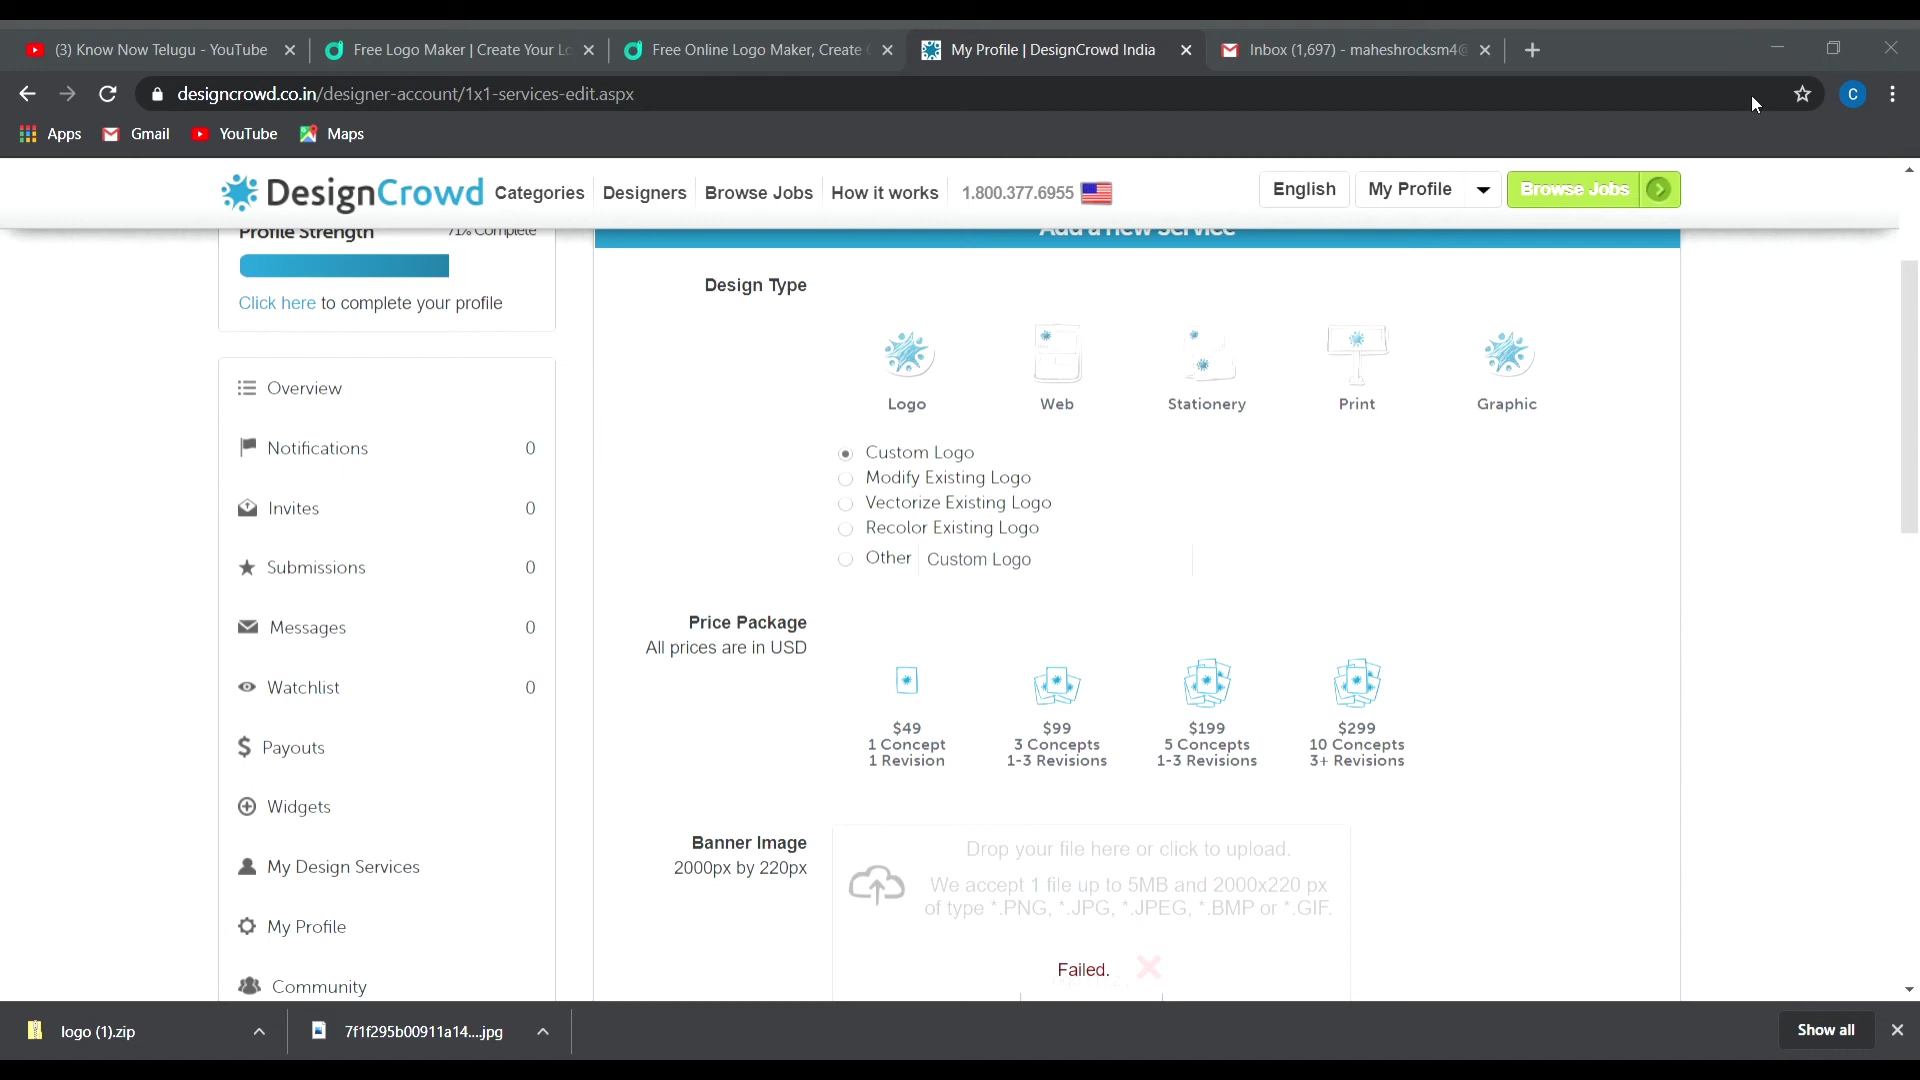 (3) Know Now Telugu - YouTube
Free Logo Maker | Create Your Lo
Free Online Logo Maker, Create
My Profile | DesignCrowd India
Inbox (1,697) - maheshrocksm4@
designcrowd.co.in/designer-account/1x1-services-edit.aspx
C
Apps
Gmail
YouTube
Maps
DesignCrowd
Categories
Designers
Browse Jobs
How it works
1.800.377.6955
English
My Profile
Browse Jobs
Profile Strength
71% Complete
Click here to complete your profile
Overview
Notifications 0
Invites 0
Submissions 0
Messages 0
Watchlist 0
Payouts
Widgets
My Design Services
My Profile
Community
Add a new Service
Design Type
Logo
Web
Stationery
Print
Graphic
Custom Logo
Modify Existing Logo
Vectorize Existing Logo
Recolor Existing Logo
Other Custom Logo
Price Package
All prices are in USD
$49
1 Concept
1 Revision
$99
3 Concepts
1-3 Revisions
$199
5 Concepts
1-3 Revisions
$299
10 Concepts
3+ Revisions
Banner Image
2000px by 220px
Drop your file here or click to upload.
We accept 1 file up to 5MB and 2000x220 px
of type *.PNG, *.JPG, *.JPEG, *.BMP or *.GIF.
Failed.
logo (1).zip
7f1f295b00911a14....jpg
Show all